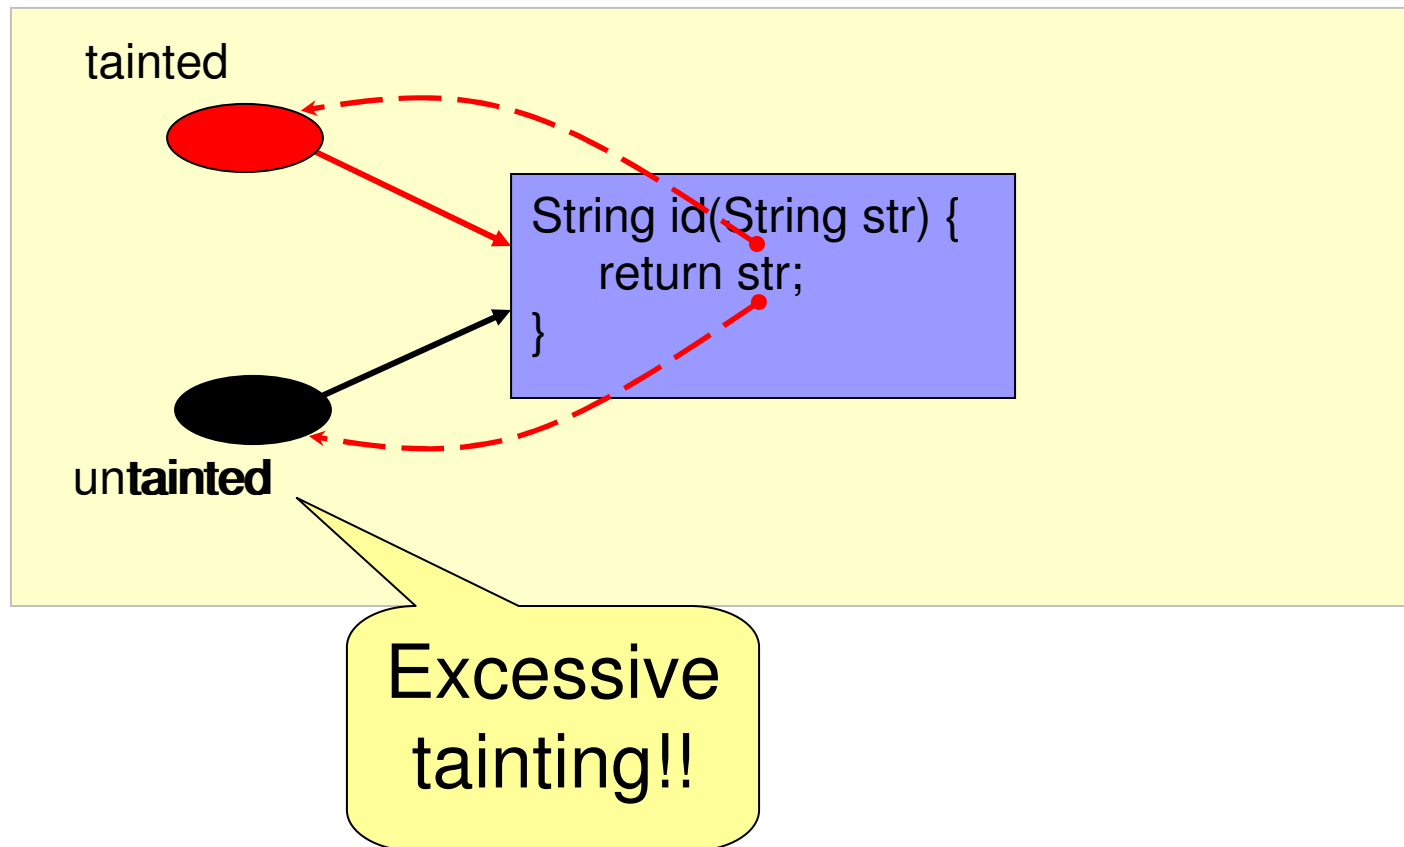 tainted
String id(String str) {
return str;
}
untainted
Excessive
tainting!!